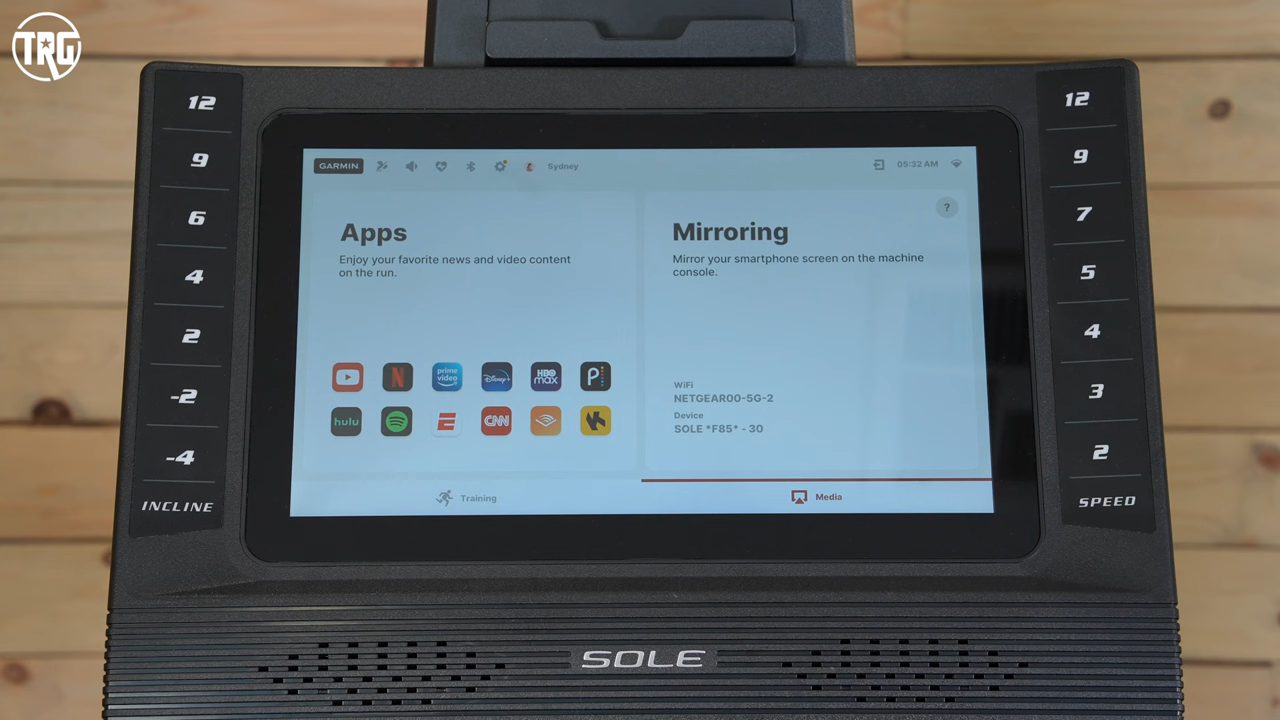 TRG
12
9
6
4
2
-2
-4
INCLINE
GARMIN
Sydney
05:32 AM
Apps
Enjoy your favorite news and video content
on the run.
N
prime
video
Disney+
HBO
max
P
hulu
E
CNN
K
Mirroring
?
Mirror your smartphone screen on the machine
console.
WiFi
NETGEAR00-5G-2
Device
SOLE *F85* - 30
Training
Media
12
9
7
5
4
3
2
SPEED
SOLE